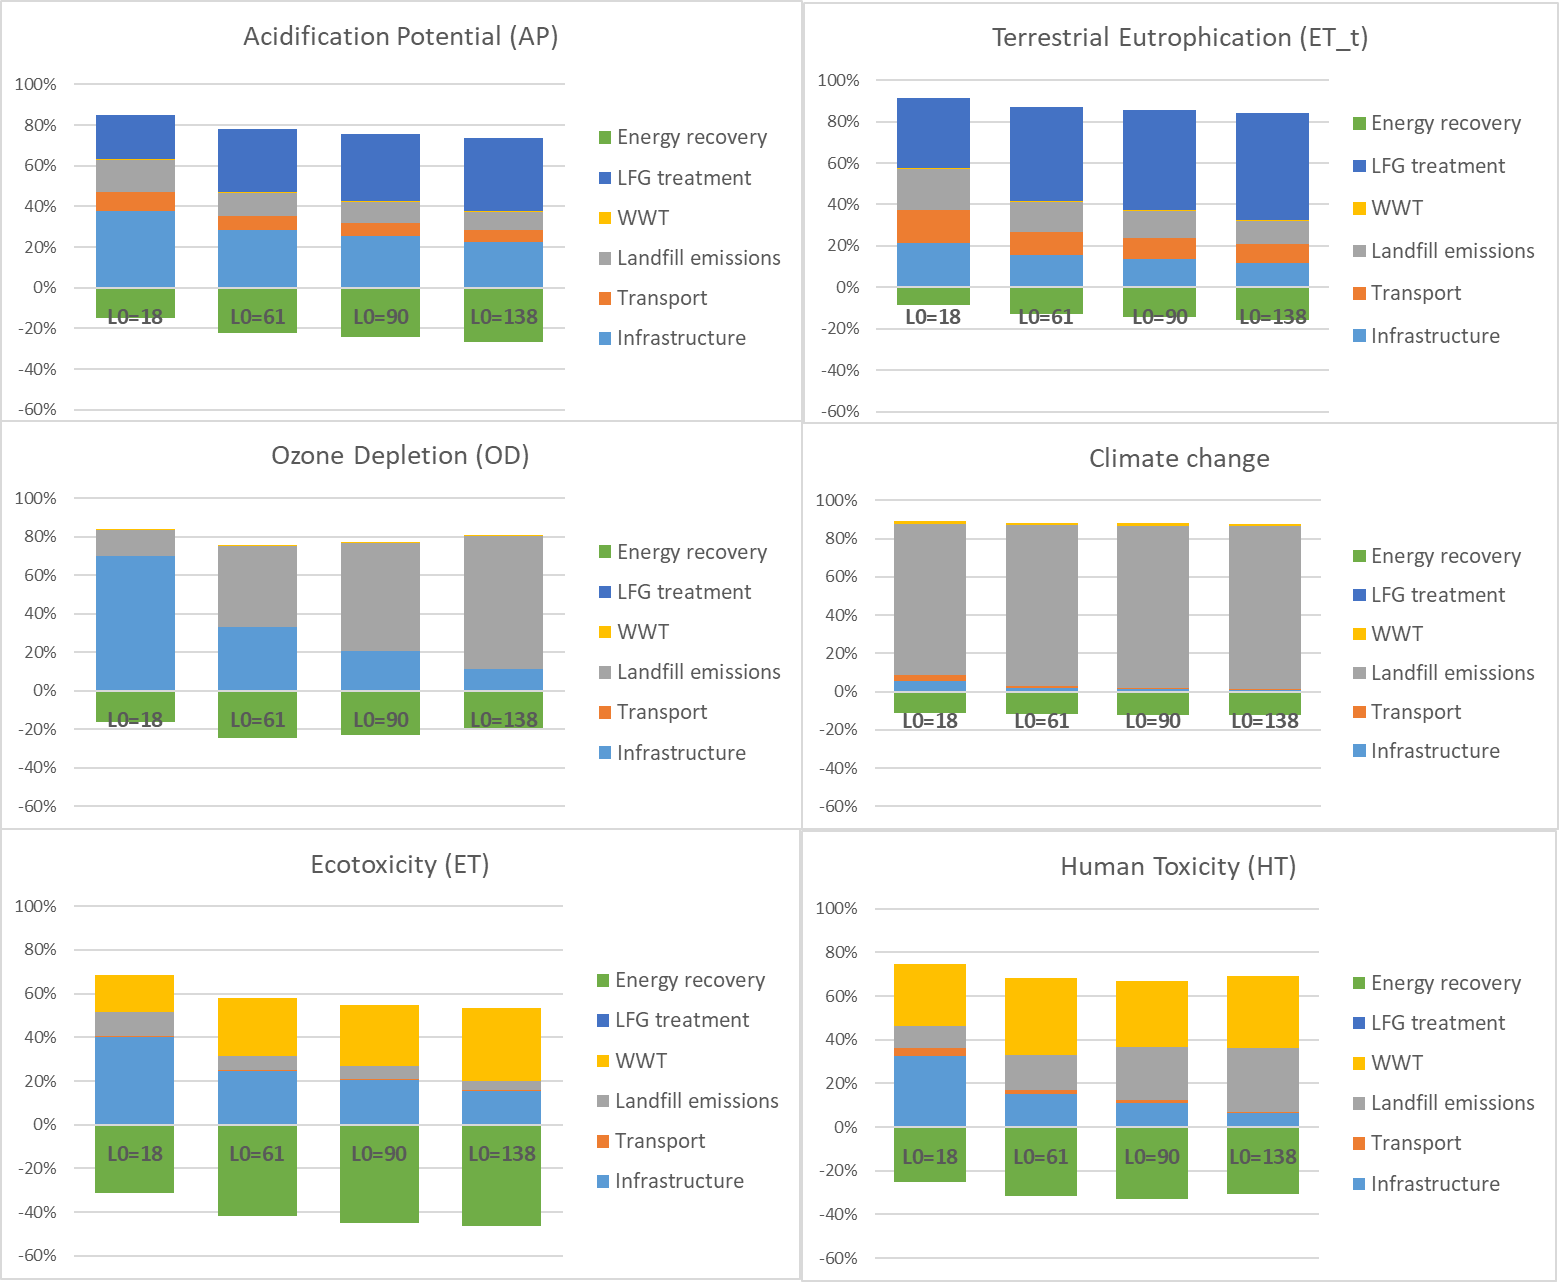 Acidification Potential (AP)
100%
80%
60%
40%
20%
0%
-20%
-40%
-60%
L0=18
L0=61
L0=90
L0=138
Energy recovery
LFG treatment
WWT
Landfill emissions
Transport
Infrastructure
Terrestrial Eutrophication (ET_t)
100%
80%
60%
40%
20%
0%
-20%
-40%
-60%
L0=18
L0=61
L0=90
L0=138
Energy recovery
LFG treatment
WWT
Landfill emissions
Transport
Infrastructure
Ozone Depletion (OD)
100%
80%
60%
40%
20%
0%
-20%
-40%
-60%
L0=18
L0=61
L0=90
L0=138
Energy recovery
LFG treatment
WWT
Landfill emissions
Transport
Infrastructure
Climate change
100%
80%
60%
40%
20%
0%
-20%
-40%
-60%
L0=18
L0=61
L0=90
L0=138
Energy recovery
LFG treatment
WWT
Landfill emissions
Transport
Infrastructure
Ecotoxicity (ET)
100%
80%
60%
40%
20%
0%
-20%
-40%
-60%
L0=18
L0=61
L0=90
L0=138
Energy recovery
LFG treatment
WWT
Landfill emissions
Transport
Infrastructure
Human Toxicity (HT)
100%
80%
60%
40%
20%
0%
-20%
-40%
-60%
L0=18
L0=61
L0=90
L0=138
Energy recovery
LFG treatment
WWT
Landfill emissions
Transport
Infrastructure